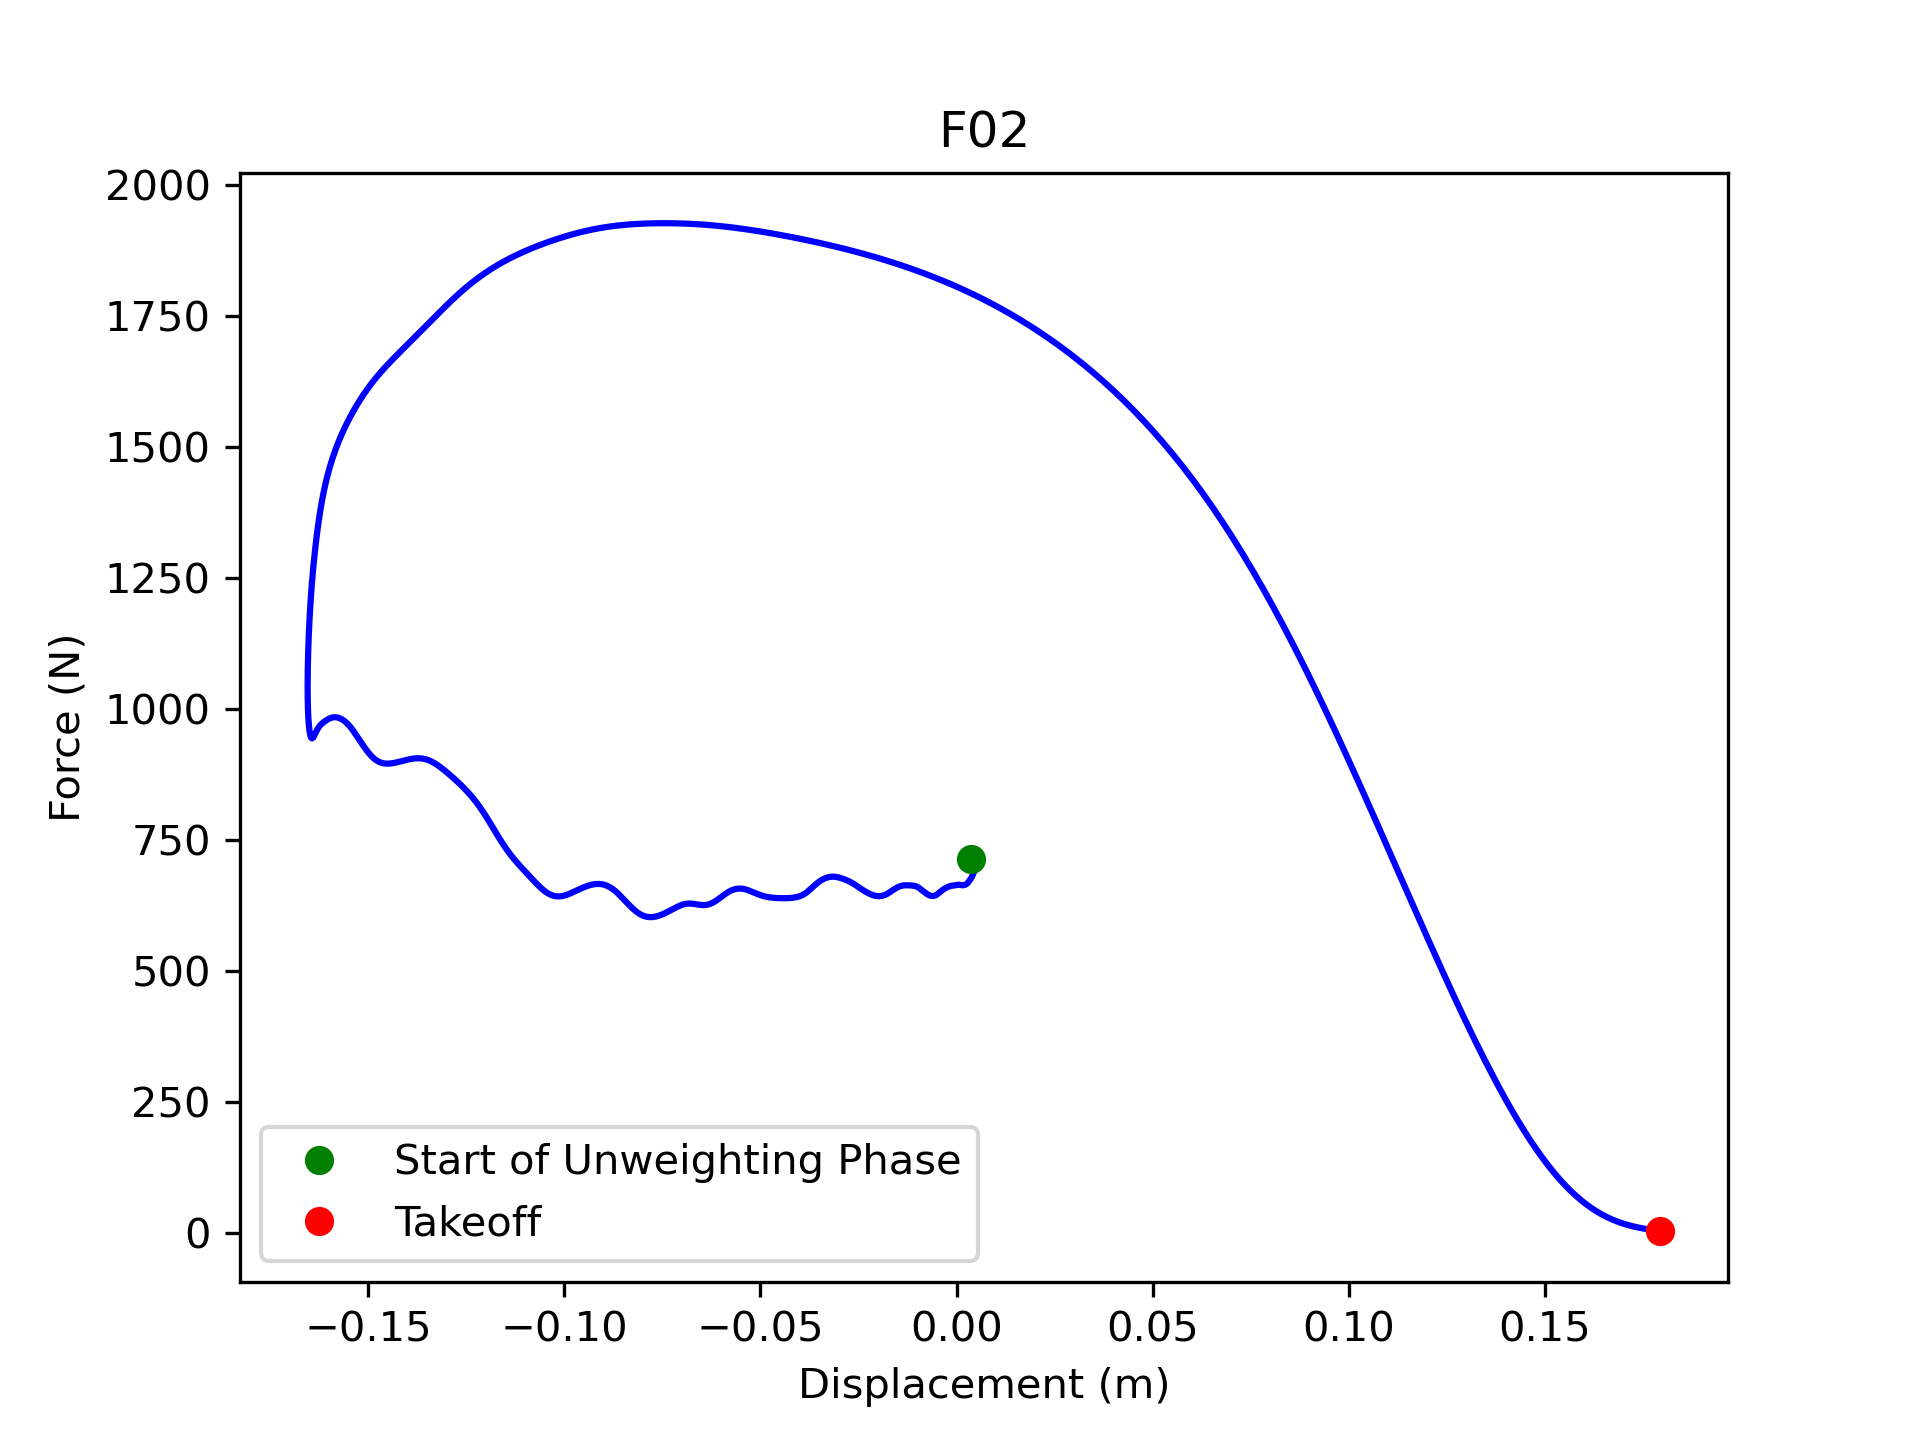 F02
2000
1750
1500
1250
1000
750
500
250
0
Force (N)
Start of Unweighting Phase
Takeoff
−0.15 −0.10 −0.05 0.00 0.05 0.10 0.15
Displacement (m)